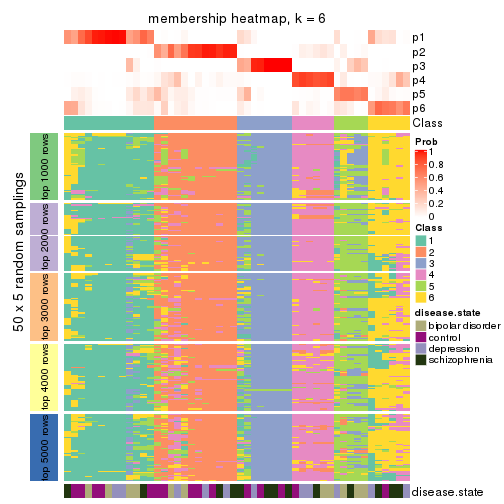 membership heatmap, k = 6
p1
p2
p3
p4
p5
p6
Class
Prob
1
0.8
0.6
0.4
0.2
0
Class
1
2
3
4
5
6
disease.state
bipolar disorder
control
depression
schizophrenia
50 x 5 random samplings
top 1000 rows
top 2000 rows
top 3000 rows
top 4000 rows
top 5000 rows
disease.state